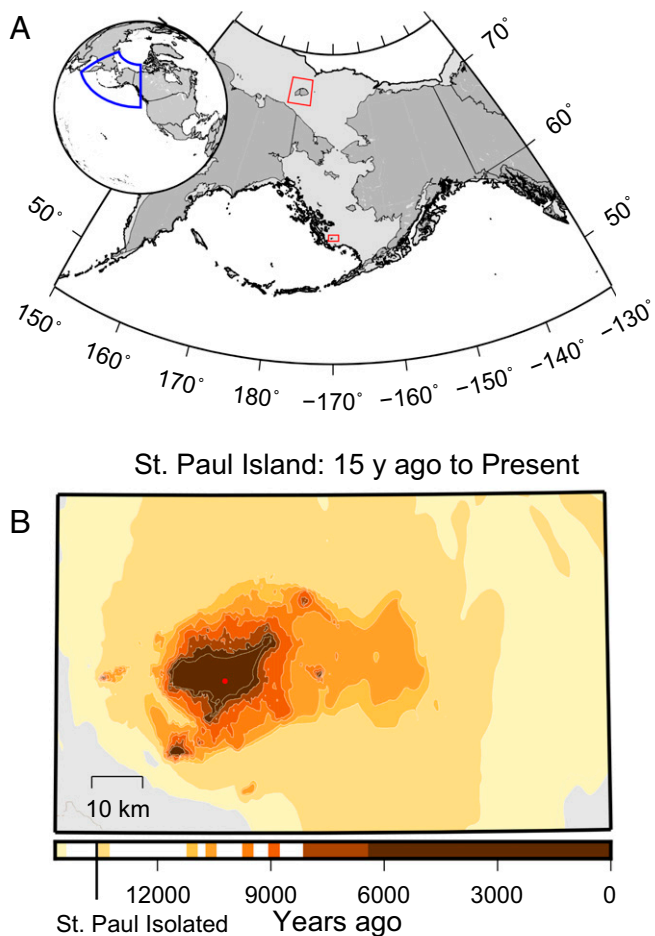 A
70°
60°
50°
50°
150°
160°
170°
180°
−170°
−160°
−150°
−140°
−130°
St. Paul Island: 15 y ago to Present
B
10 km
12000 9000 6000 3000 0
St. Paul Isolated Years ago